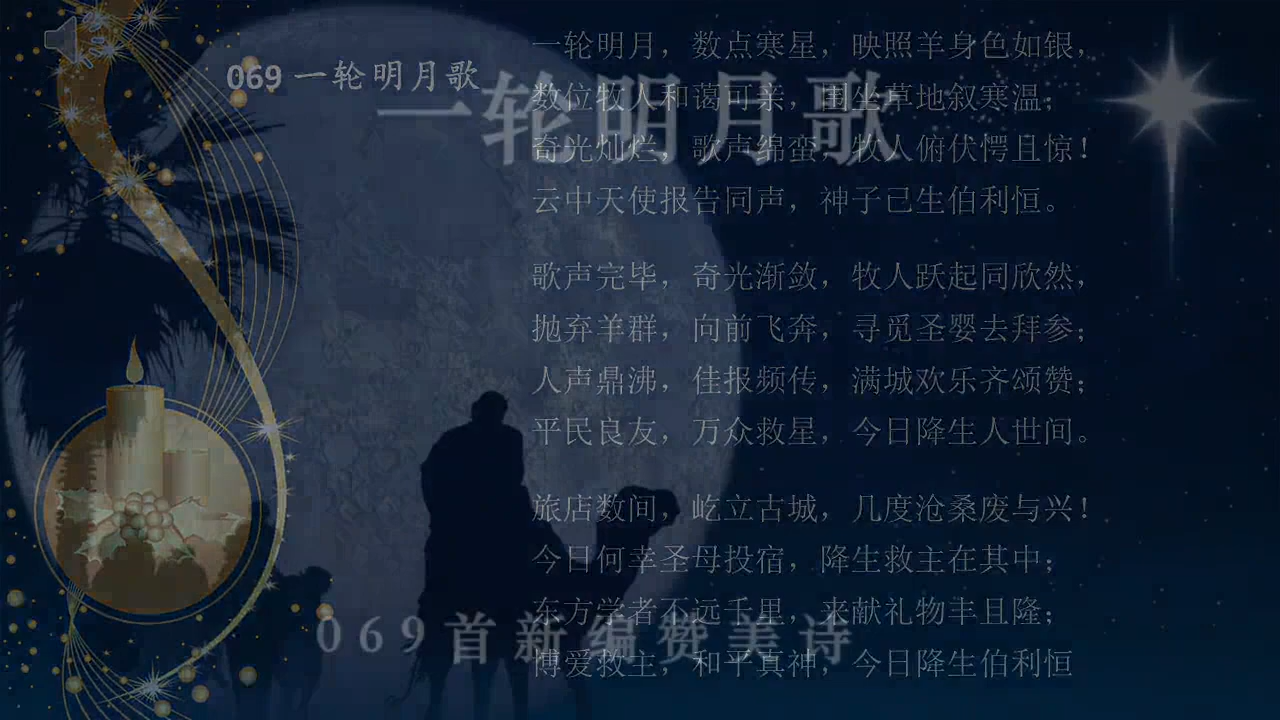 069 一轮明月歌
一轮明月歌
一轮明月，数点寒星，映照羊身色如银，
数位牧人和蔼可亲，围坐草地叙寒温；
奇光灿烂，歌声绵蛮，牧人俯伏愕且惊！
云中天使报告同声，神子已生伯利恒。
歌声完毕，奇光渐敛，牧人跃起同欣然，
抛弃羊群，向前飞奔，寻觅圣婴去拜参；
人声鼎沸，佳报频传，满城欢乐齐颂赞；
平民良友，万众救星，今日降生人世间。
旅店数间，屹立古城，几度沧桑废与兴！
今日何幸圣母投宿，降生救主在其中；
东方学者不远千里，来献礼物丰且隆；
博爱救主，和平真神，今日降生伯利恒
069首新编赞美诗